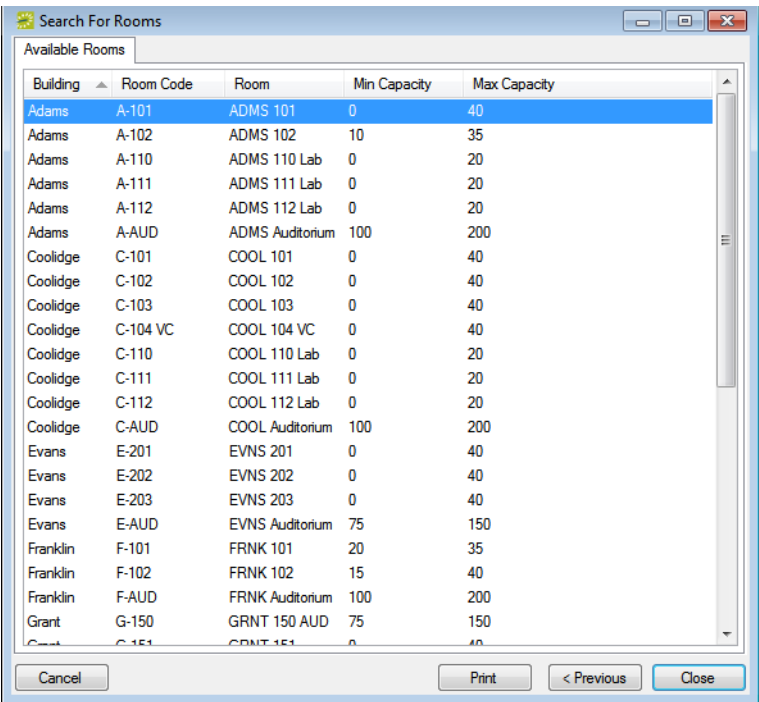 Search For Rooms
Available Rooms
Building Room Code Room Min Capacity Max Capacity
Adams A-101 ADMS 101 0 40
Adams A-102 ADMS 102 10 35
Adams A-110 ADMS 110 Lab 0 20
Adams A-111 ADMS 111 Lab 0 20
Adams A-112 ADMS 112 Lab 0 20
Adams A-AUD ADMS Auditorium 100 200
Coolidge C-101 COOL 101 0 40
Coolidge C-102 COOL 102 0 40
Coolidge C-103 COOL 103 0 40
Coolidge C-104 VC COOL 104 VC 0 40
Coolidge C-110 COOL 110 Lab 0 20
Coolidge C-111 COOL 111 Lab 0 20
Coolidge C-112 COOL 112 Lab 0 20
Coolidge C-AUD COOL Auditorium 100 200
Evans E-201 EVNS 201 0 40
Evans E-202 EVNS 202 0 40
Evans E-203 EVNS 203 0 40
Evans E-AUD EVNS Auditorium 75 150
Franklin F-101 FRNK 101 20 35
Franklin F-102 FRNK 102 15 40
Franklin F-AUD FRNK Auditorium 100 200
Grant G-150 GRNT 150 AUD 75 150
Cancel Print < Previous Close